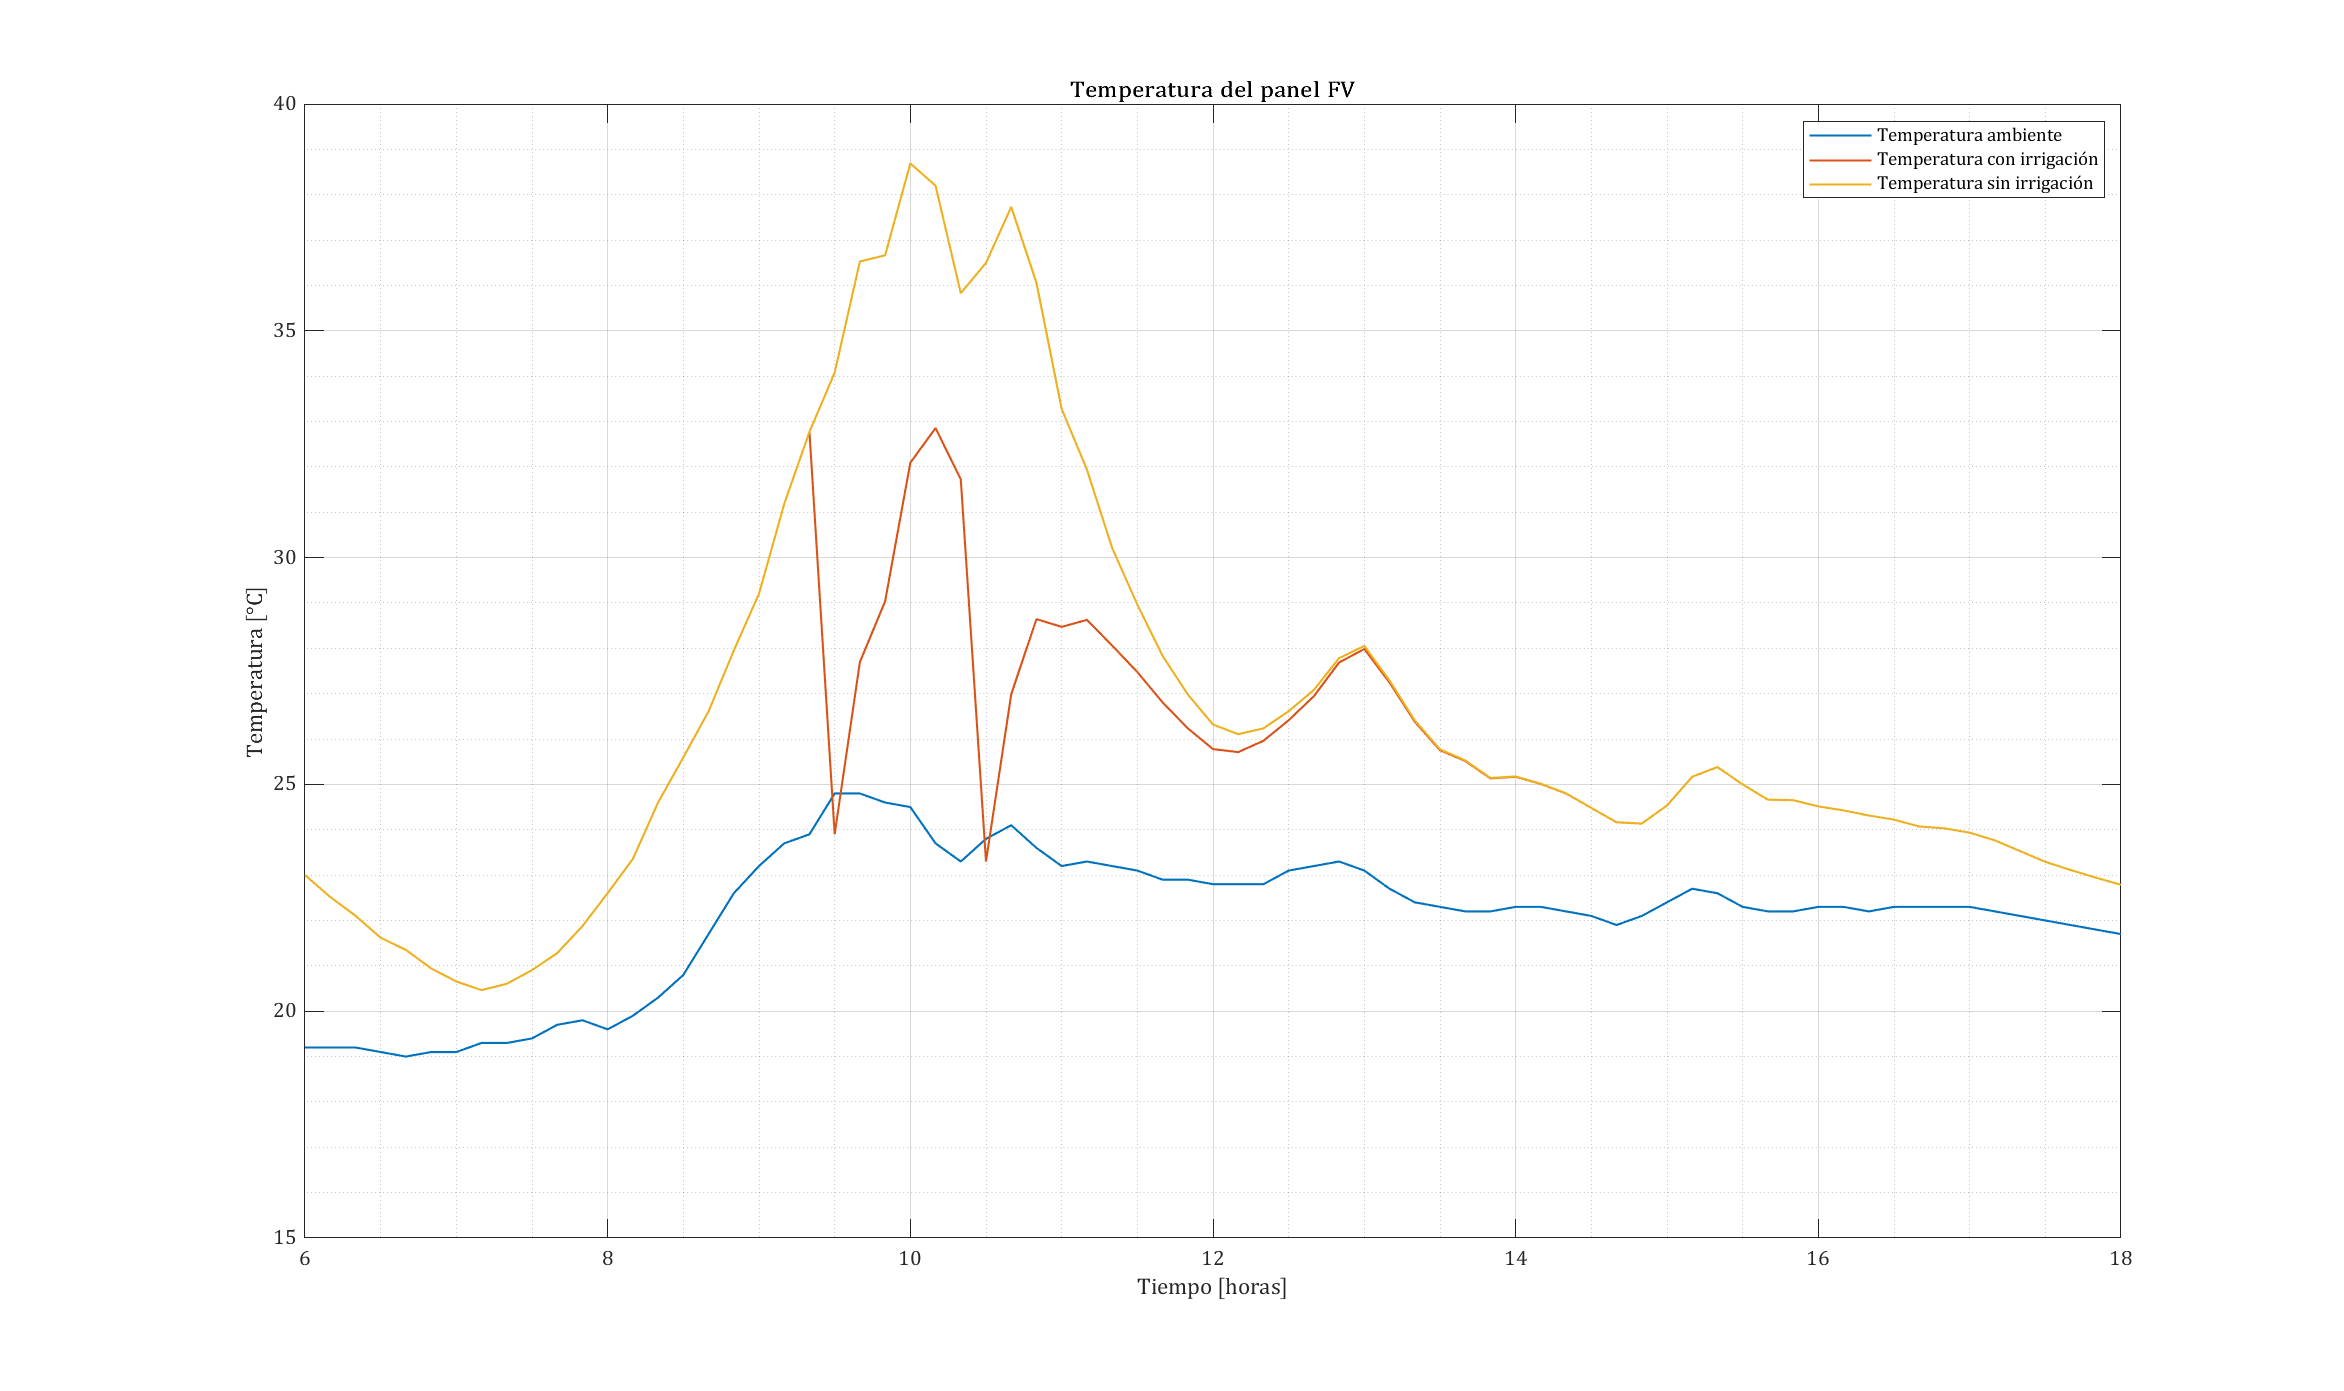 Temperatura del panel FV
Temperatura ambiente
Temperatura con irrigación
Temperatura sin irrigación
Temperatura [°C]
40
35
30
25
20
15
6 8 10 12 14 16 18
Tiempo [horas]